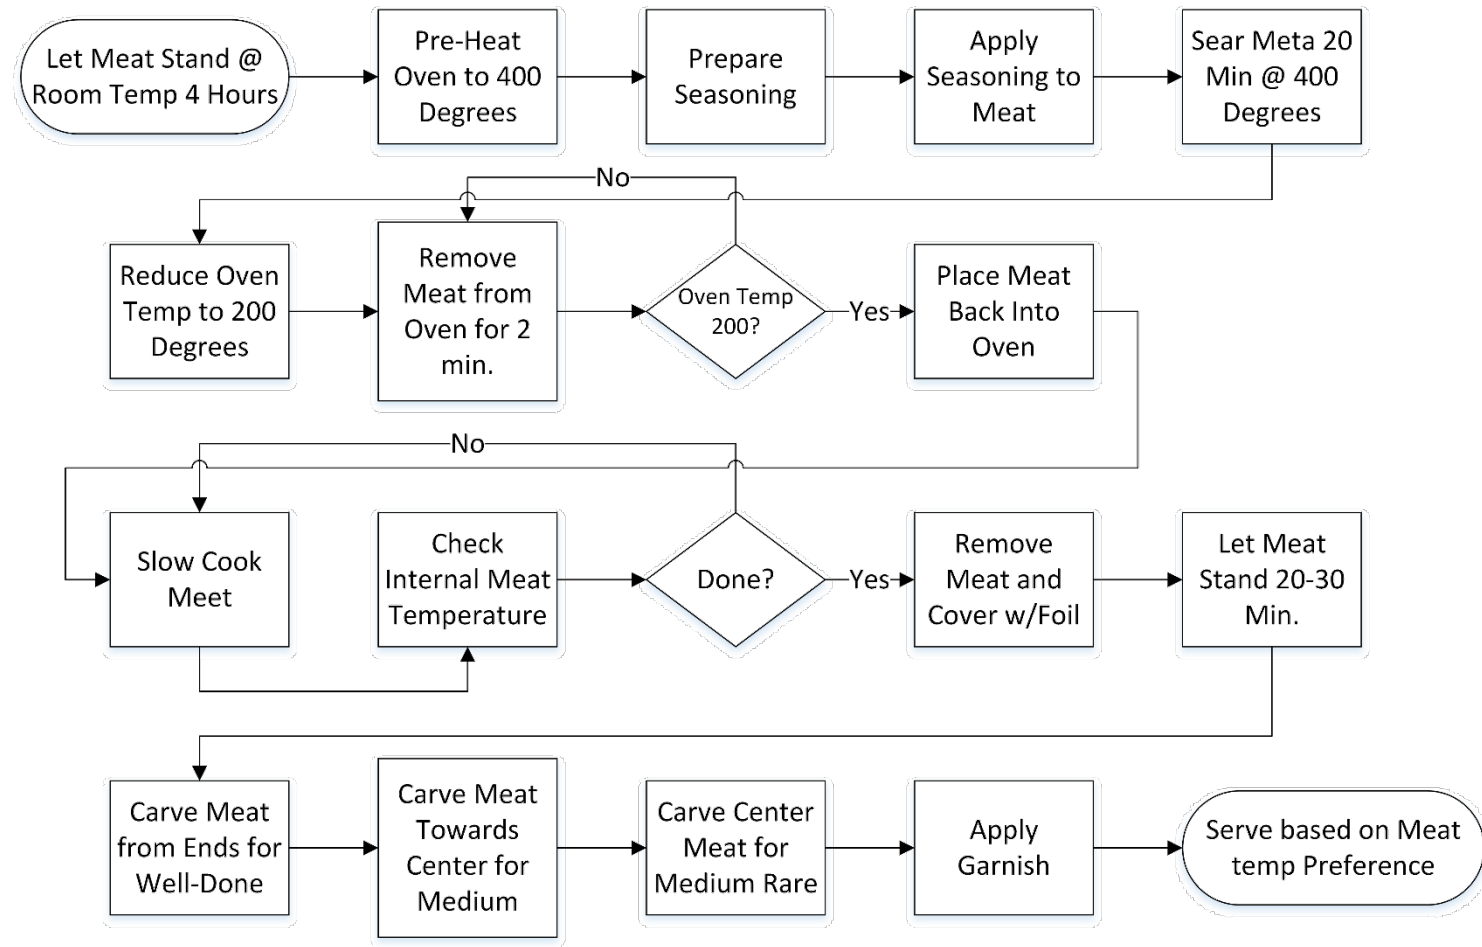 Let Meat Stand @
Room Temp 4 Hours
Pre-Heat
Oven to 400
Degrees
Prepare
Seasoning
Apply
Seasoning to
Meat
Sear Meta 20
Min @ 400
Degrees
No
Reduce Oven
Temp to 200
Degrees
Remove
Meat from
Oven for 2
min.
Oven Temp
200?
Yes
Place Meat
Back Into
Oven
No
Slow Cook
Meet
Check
Internal Meat
Temperature
Done?
Yes
Remove
Meat and
Cover w/Foil
Let Meat
Stand 20-30
Min.
Carve Meat
from Ends for
Well-Done
Carve Meat
Towards
Center for
Medium
Carve Center
Meat for
Medium Rare
Apply
Garnish
Serve based on Meat
temp Preference